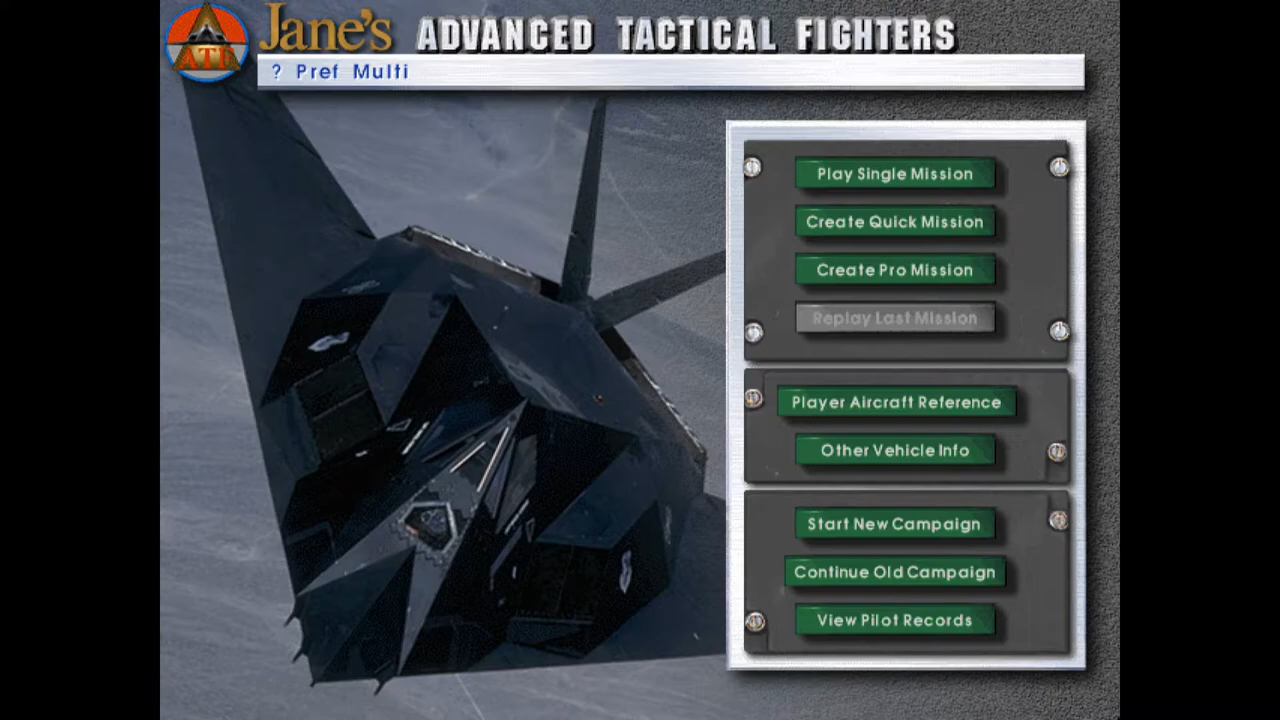 ATF
Jane's ADVANCED TACTICAL FIGHTERS
? Pref Multi
Play Single Mission
Create Quick Mission
Create Pro Mission
Replay Last Mission
Player Aircraft Reference
Other Vehicle Info
Start New Campaign
Continue Old Campaign
View Pilot Records